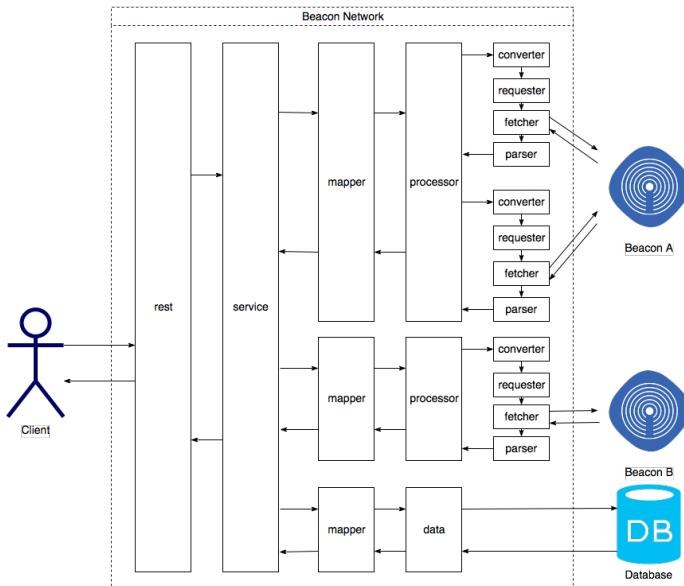 Beacon Network
converter
requester
fetcher
parser
mapper
processor
converter
requester
fetcher
parser
Beacon A
rest
service
converter
requester
fetcher
parser
mapper
processor
Client
Beacon B
mapper
data
DB
Database